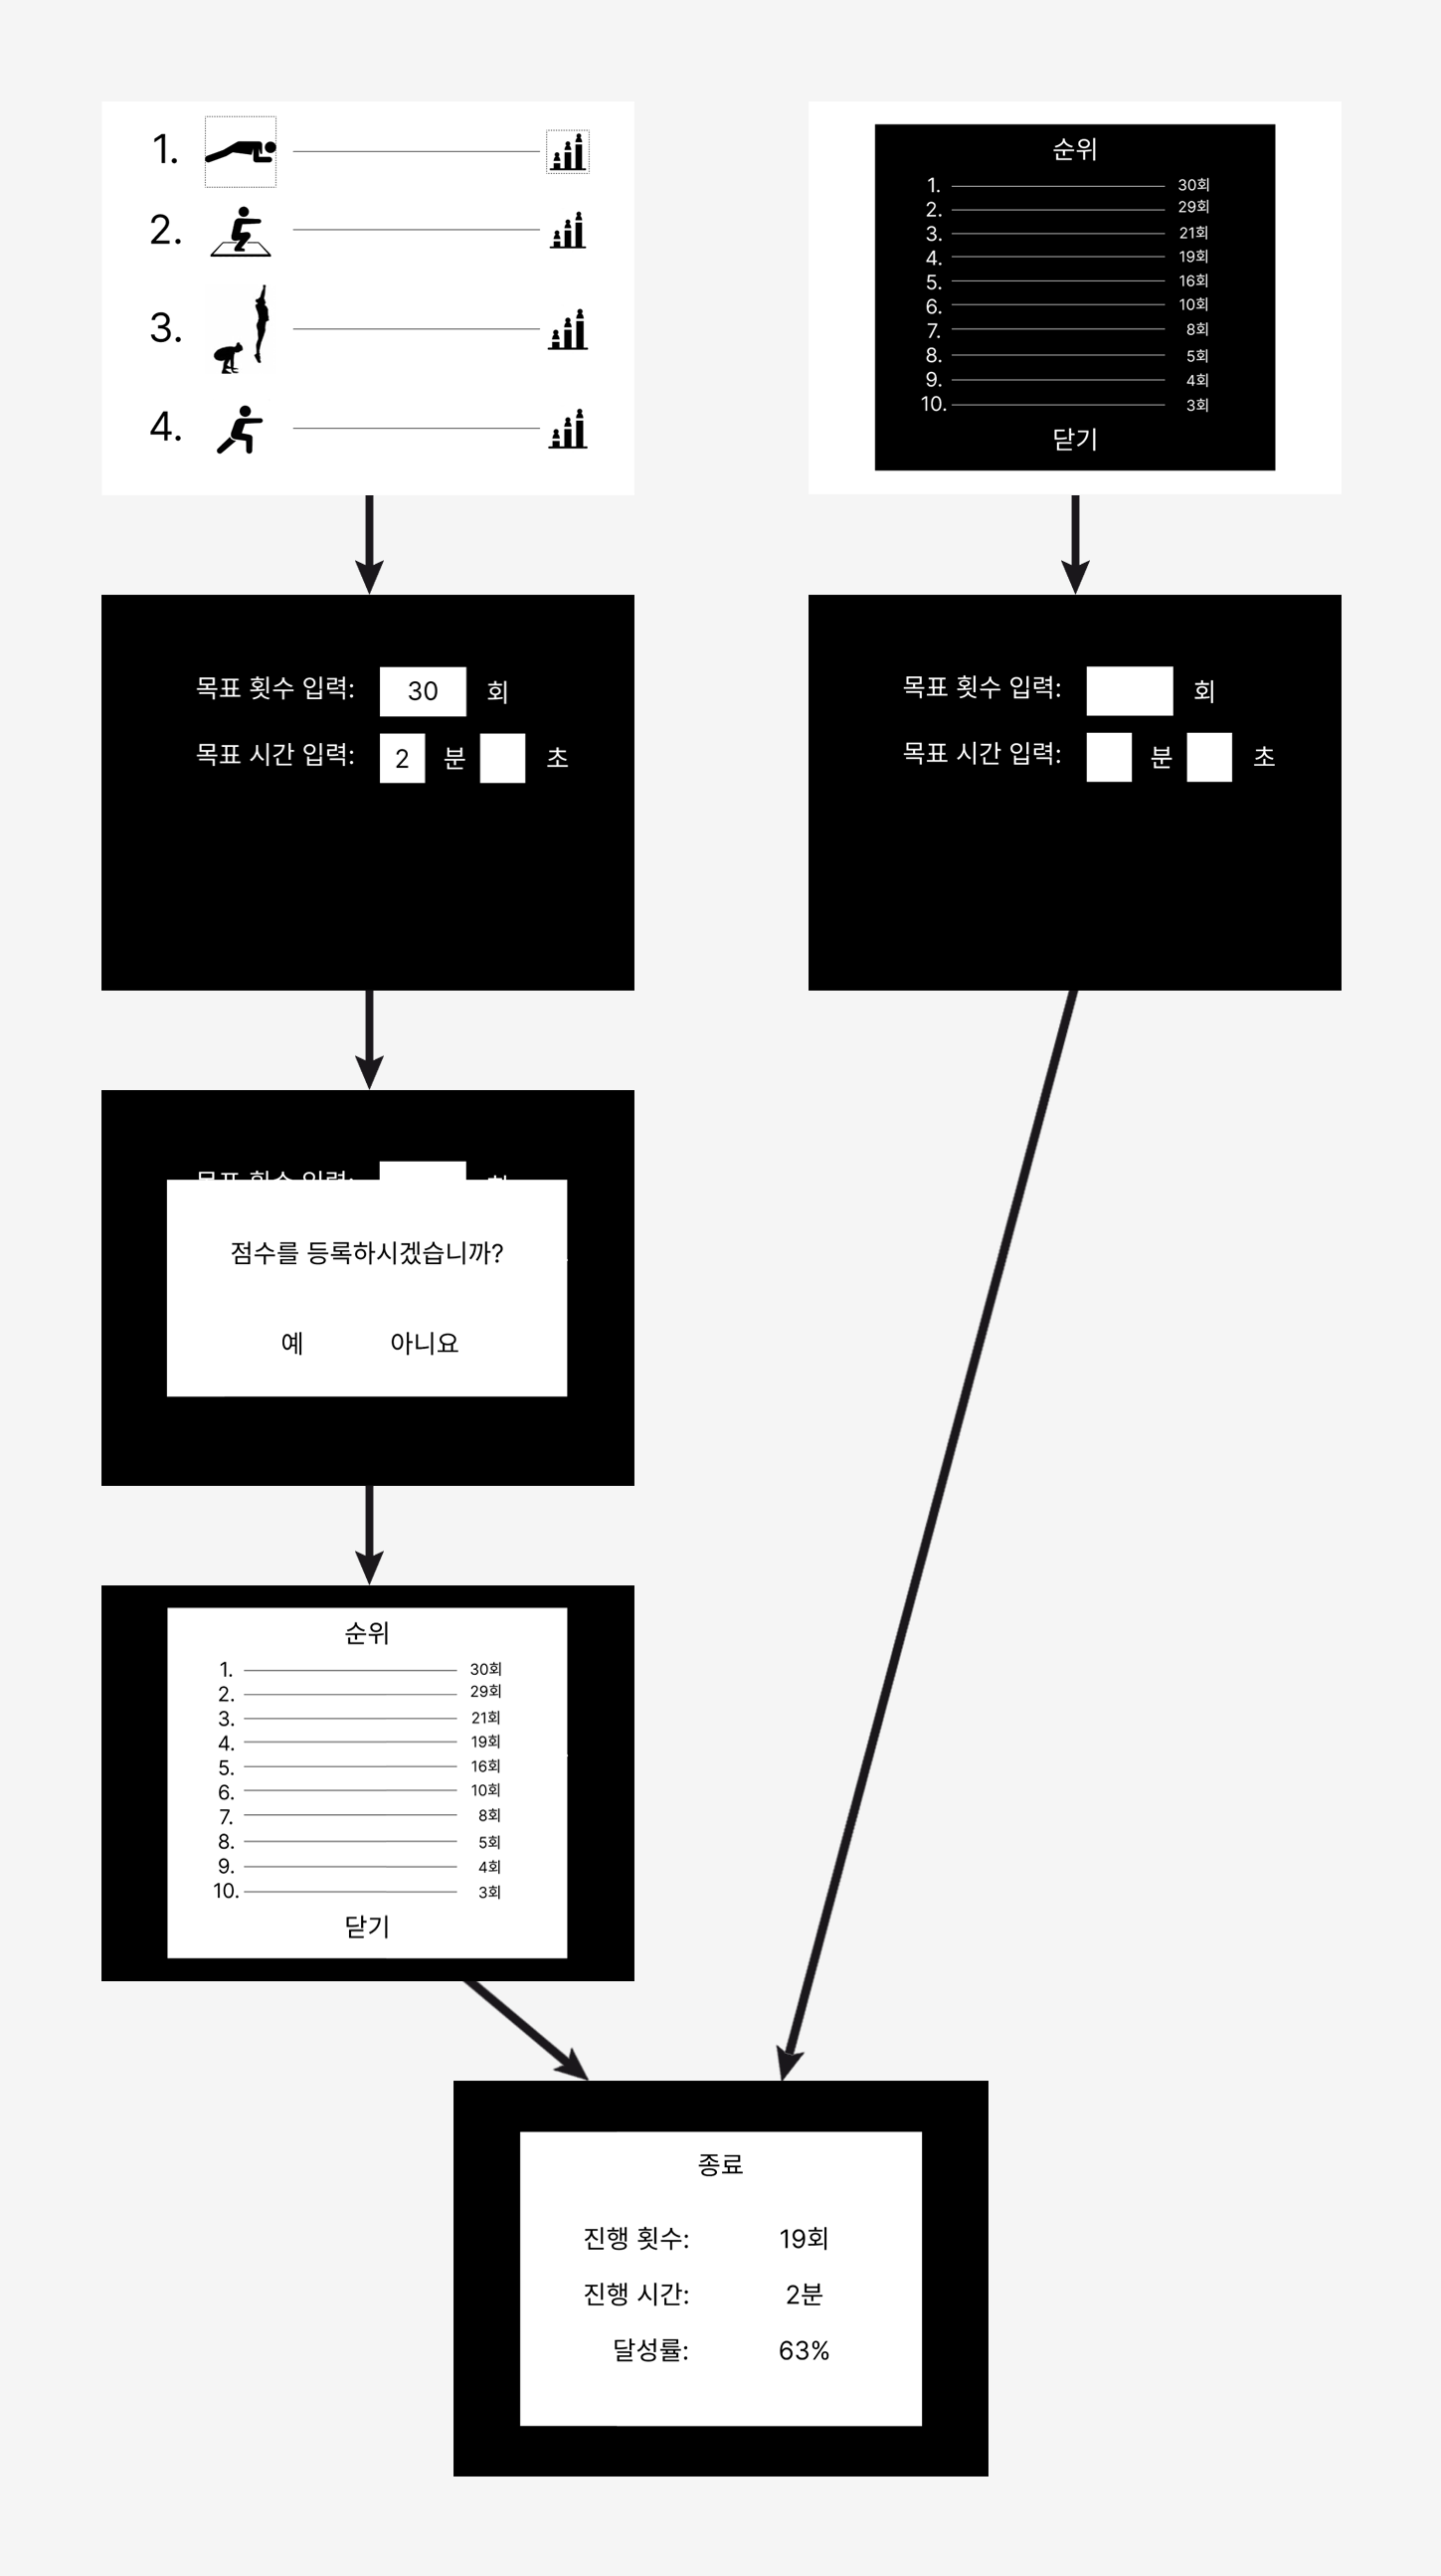 1.
2.
3.
4.
순위
1. 30회
2. 29회
3. 21회
4. 19회
5. 16회
6. 10회
7. 8회
8. 5회
9. 4회
10. 3회
닫기
목표 횟수 입력: 30 회
목표 시간 입력: 2 분 초
목표 횟수 입력: 회
목표 시간 입력: 분 초
목표 횟수 입력: 회
점수를 등록하시겠습니까?
예 아니요
순위
1. 30회
2. 29회
3. 21회
4. 19회
5. 16회
6. 10회
7. 8회
8. 5회
9. 4회
10. 3회
닫기
종료
진행 횟수: 19회
진행 시간: 2분
달성률: 63%